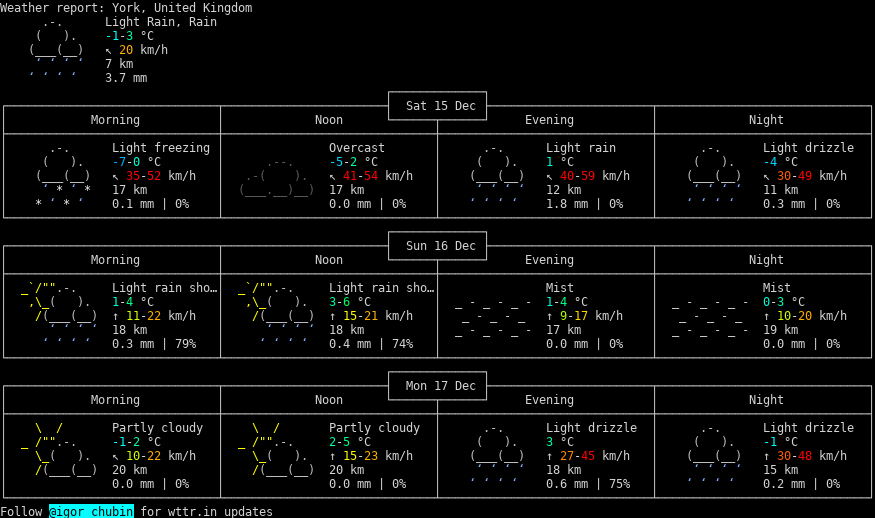 Weather report: York, United Kingdom
Light Rain, Rain
-1-3 °C
↖ 20 km/h
7 km
3.7 mm
Sat 15 Dec
Morning Noon Evening Night
Light freezing Overcast Light rain Light drizzle
-7-0 °C -5-2 °C 1 °C -4 °C
↖ 35-52 km/h ↖ 41-54 km/h ↖ 40-59 km/h ↖ 30-49 km/h
17 km 17 km 12 km 11 km
0.1 mm | 0% 0.0 mm | 0% 1.8 mm | 0% 0.3 mm | 0%
Sun 16 Dec
Morning Noon Evening Night
Light rain sho… Light rain sho… Mist Mist
1-4 °C 3-6 °C 1-4 °C 0-3 °C
↑ 11-22 km/h ↑ 15-21 km/h ↑ 9-17 km/h ↑ 10-20 km/h
18 km 18 km 17 km 19 km
0.3 mm | 79% 0.4 mm | 74% 0.0 mm | 0% 0.0 mm | 0%
Mon 17 Dec
Morning Noon Evening Night
Partly cloudy Partly cloudy Light drizzle Light drizzle
-1-2 °C 2-5 °C 3 °C -1 °C
↖ 10-22 km/h ↑ 15-23 km/h ↑ 27-45 km/h ↑ 30-48 km/h
20 km 20 km 18 km 15 km
0.0 mm | 0% 0.0 mm | 0% 0.6 mm | 75% 0.2 mm | 0%
Follow @igor_chubin for wttr.in updates